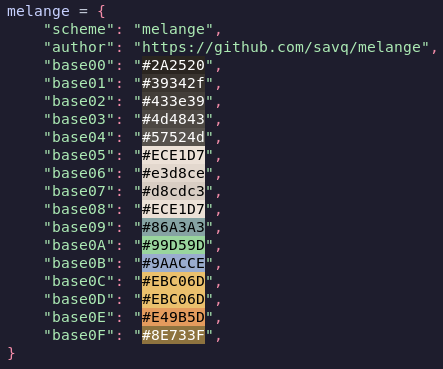 melange = {
    "scheme": "melange",
    "author": "https://github.com/savq/melange",
    "base00": "#2A2520",
    "base01": "#39342f",
    "base02": "#433e39",
    "base03": "#4d4843",
    "base04": "#57524d",
    "base05": "#ECE1D7",
    "base06": "#e3d8ce",
    "base07": "#d8cdc3",
    "base08": "#ECE1D7",
    "base09": "#86A3A3",
    "base0A": "#99D59D",
    "base0B": "#9AACCE",
    "base0C": "#EBC06D",
    "base0D": "#EBC06D",
    "base0E": "#E49B5D",
    "base0F": "#8E733F",
}